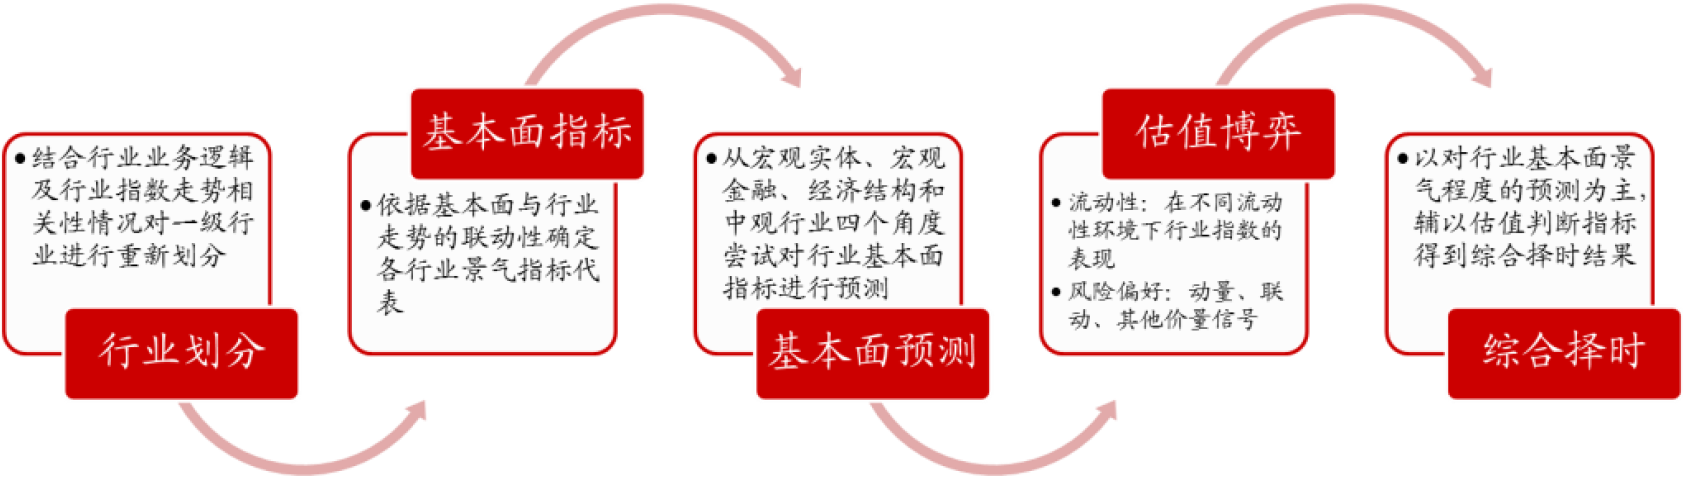 • 结合行业业务逻辑
及行业指数走势相
关性情况对一级行
业进行重新划分
行业划分
基本面指标
• 依据基本面与行业
走势的联动性确定
各行业景气指标代
表
• 从宏观实体、宏观
金融、经济结构和
中观行业四个角度
尝试对行业基本面
指标进行预测
基本面预测
估值博弈
• 流动性：在不同流动
性环境下行业指数的
表现
• 风险偏好：动量、联
动、其他价量信号
• 以对行业基本面景
气程度的预测为主，
辅以估值判断指标
得到综合择时结果
综合择时